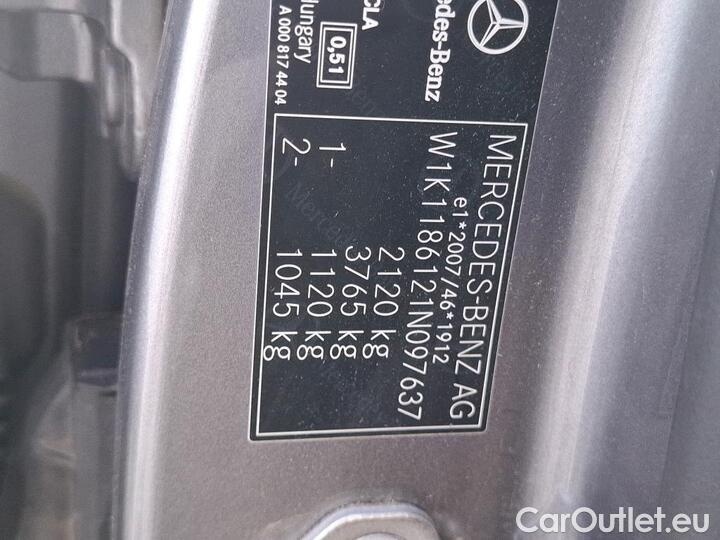 MERCEDES-BENZ AG
e1*2007/46*1912
W1K1186121N097637
2120 kg
3765 kg
1- 1120 kg
2- 1045 kg
Mercedes-Benz
CLA
0,51
Hungary
A 000 817 44 04
CarOutlet.eu